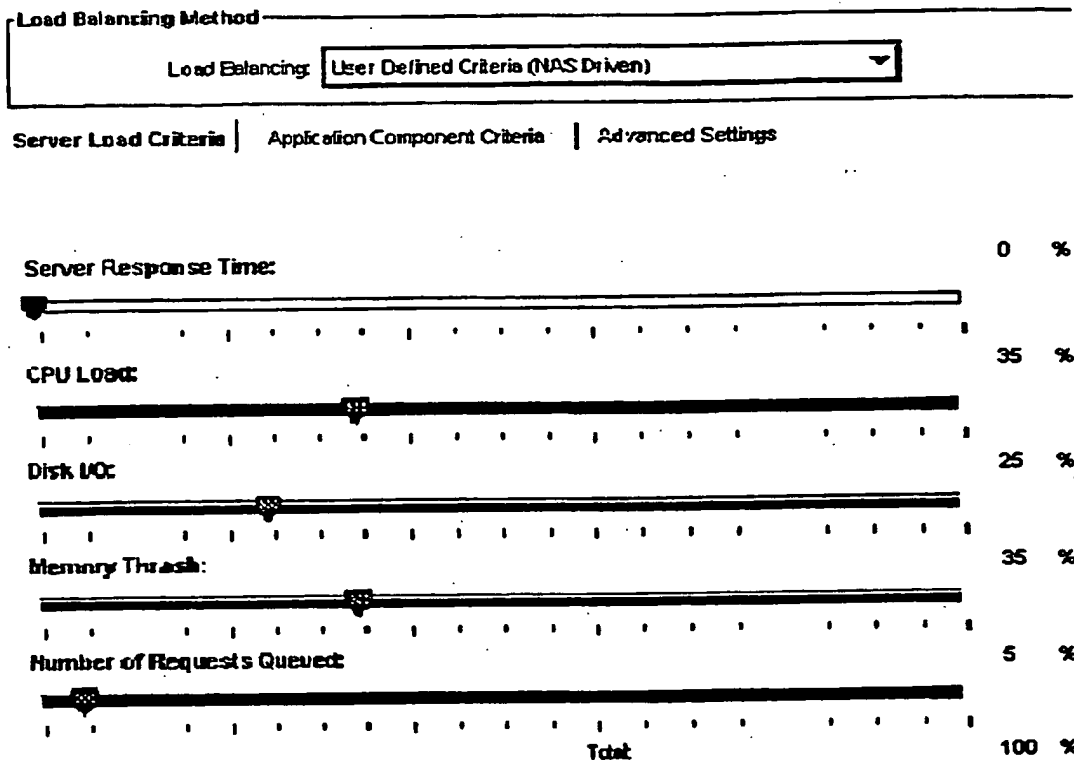 Load Balancing Method
Load Balancing: User Defined Criteria (NAS Driven)
Server Load Criteria | Application Component Criteria | Advanced Settings
0 %
Server Response Time:
35 %
CPU Load:
25 %
Disk I/O:
35 %
Memory Thrash:
5 %
Number of Requests Queued:
Total: 100 %